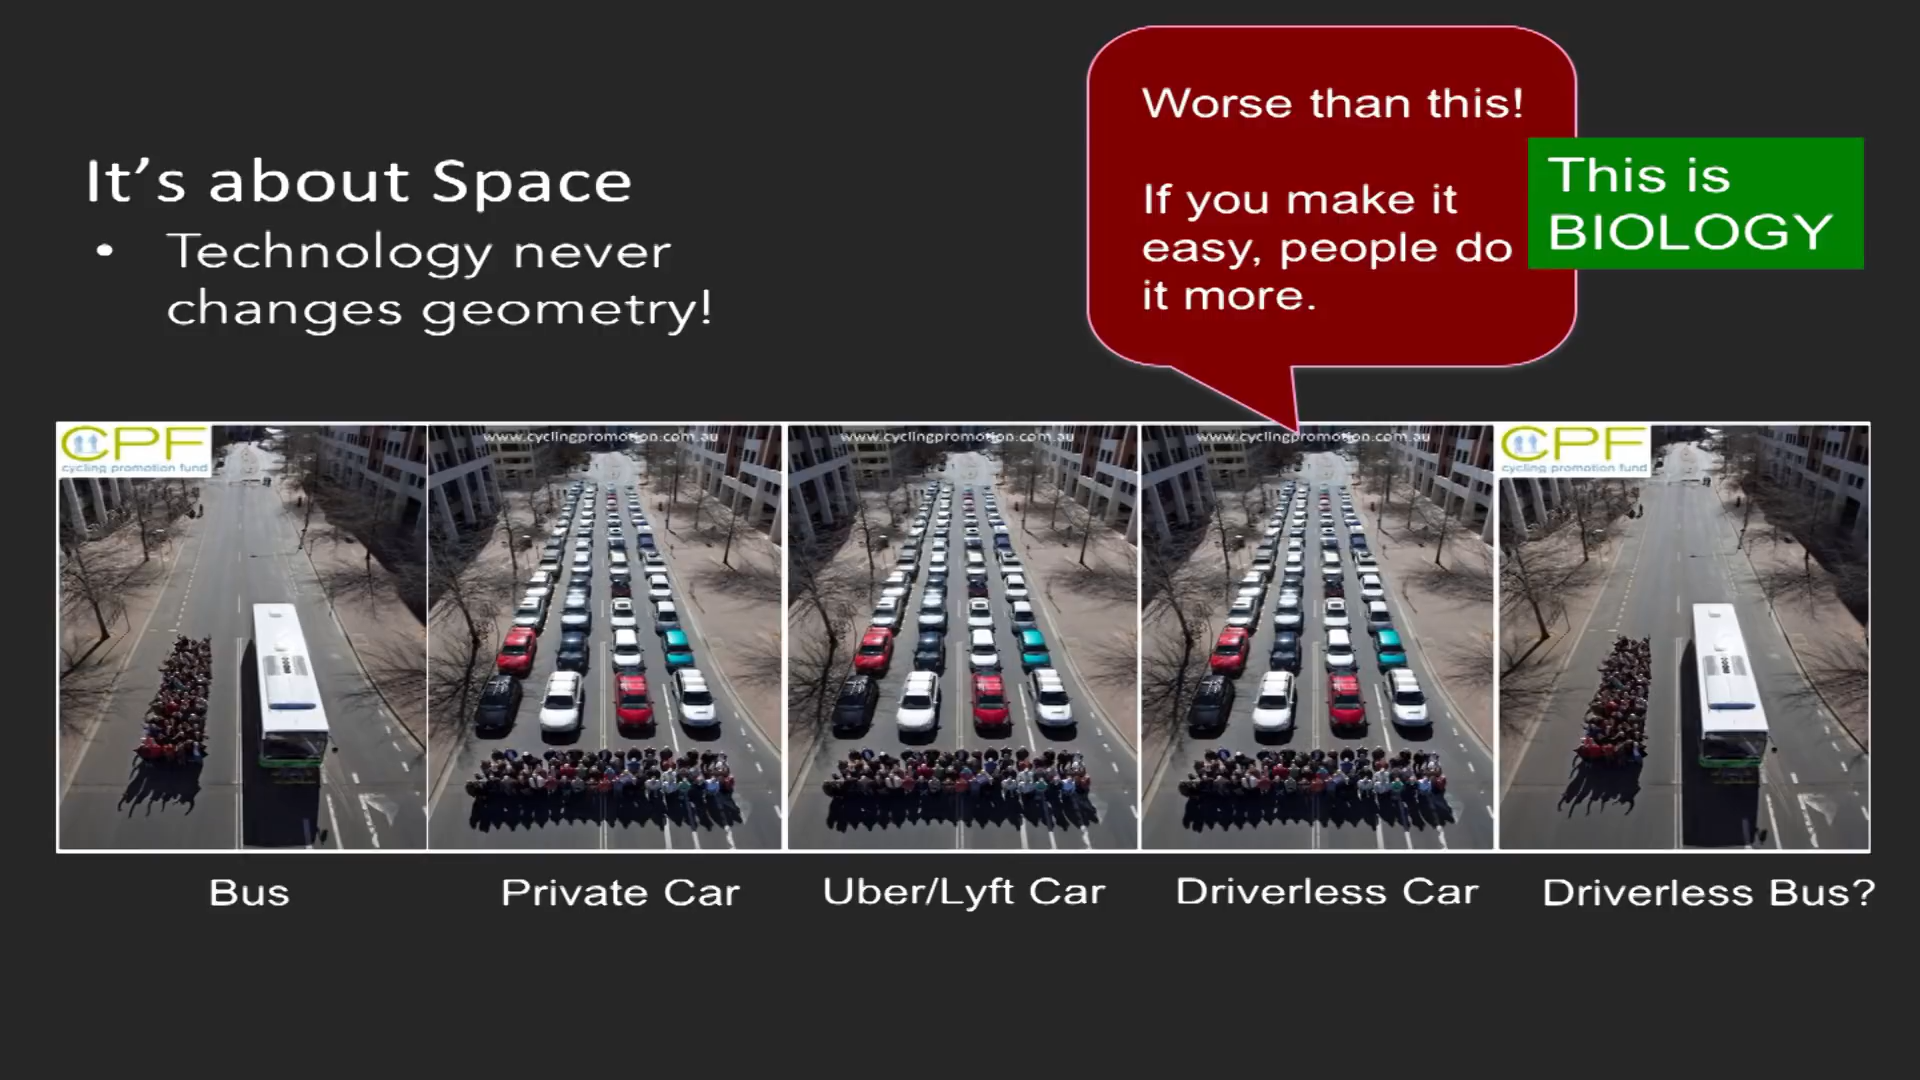 It's about Space
• Technology never
changes geometry!
Worse than this!
If you make it
easy, people do
it more.
This is
BIOLOGY
CPF
cycling promotion fund
www.cyclingpromotion.com.au
www.cyclingpromotion.com.au
www.cyclingpromotion.com.au
CPF
cycling promotion fund
Bus
Private Car
Uber/Lyft Car
Driverless Car
Driverless Bus?